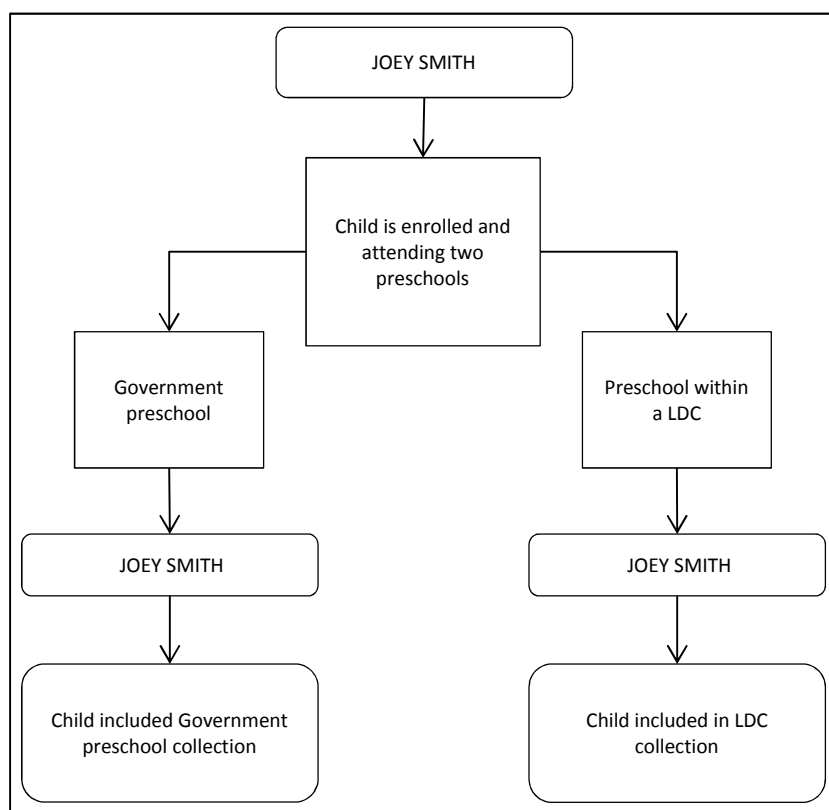 JOEY SMITH
Child is enrolled and
attending two
preschools
Government
preschool
Preschool within
a LDC
JOEY SMITH
JOEY SMITH
Child included Government
preschool collection
Child included in LDC
collection